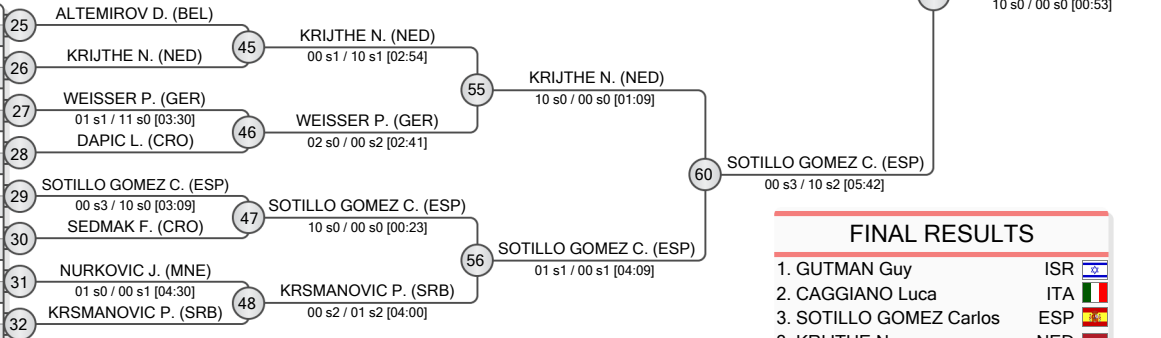 10 s0 / 00 s0 [00:53]
25
ALTEMIROV D. (BEL)
26
KRIJTHE N. (NED)
45
KRIJTHE N. (NED)
00 s1 / 10 s1 [02:54]
27
WEISSER P. (GER)
01 s1 / 11 s0 [03:30]
28
DAPIC L. (CRO)
46
WEISSER P. (GER)
02 s0 / 00 s2 [02:41]
55
KRIJTHE N. (NED)
10 s0 / 00 s0 [01:09]
29
SOTILLO GOMEZ C. (ESP)
00 s3 / 10 s0 [03:09]
30
SEDMAK F. (CRO)
47
SOTILLO GOMEZ C. (ESP)
10 s0 / 00 s0 [00:23]
31
NURKOVIC J. (MNE)
01 s0 / 00 s1 [04:30]
32
KRSMANOVIC P. (SRB)
48
KRSMANOVIC P. (SRB)
00 s2 / 01 s2 [04:00]
56
SOTILLO GOMEZ C. (ESP)
01 s1 / 00 s1 [04:09]
60
SOTILLO GOMEZ C. (ESP)
00 s3 / 10 s2 [05:42]
FINAL RESULTS
1. GUTMAN Guy ISR
2. CAGGIANO Luca ITA
3. SOTILLO GOMEZ Carlos ESP